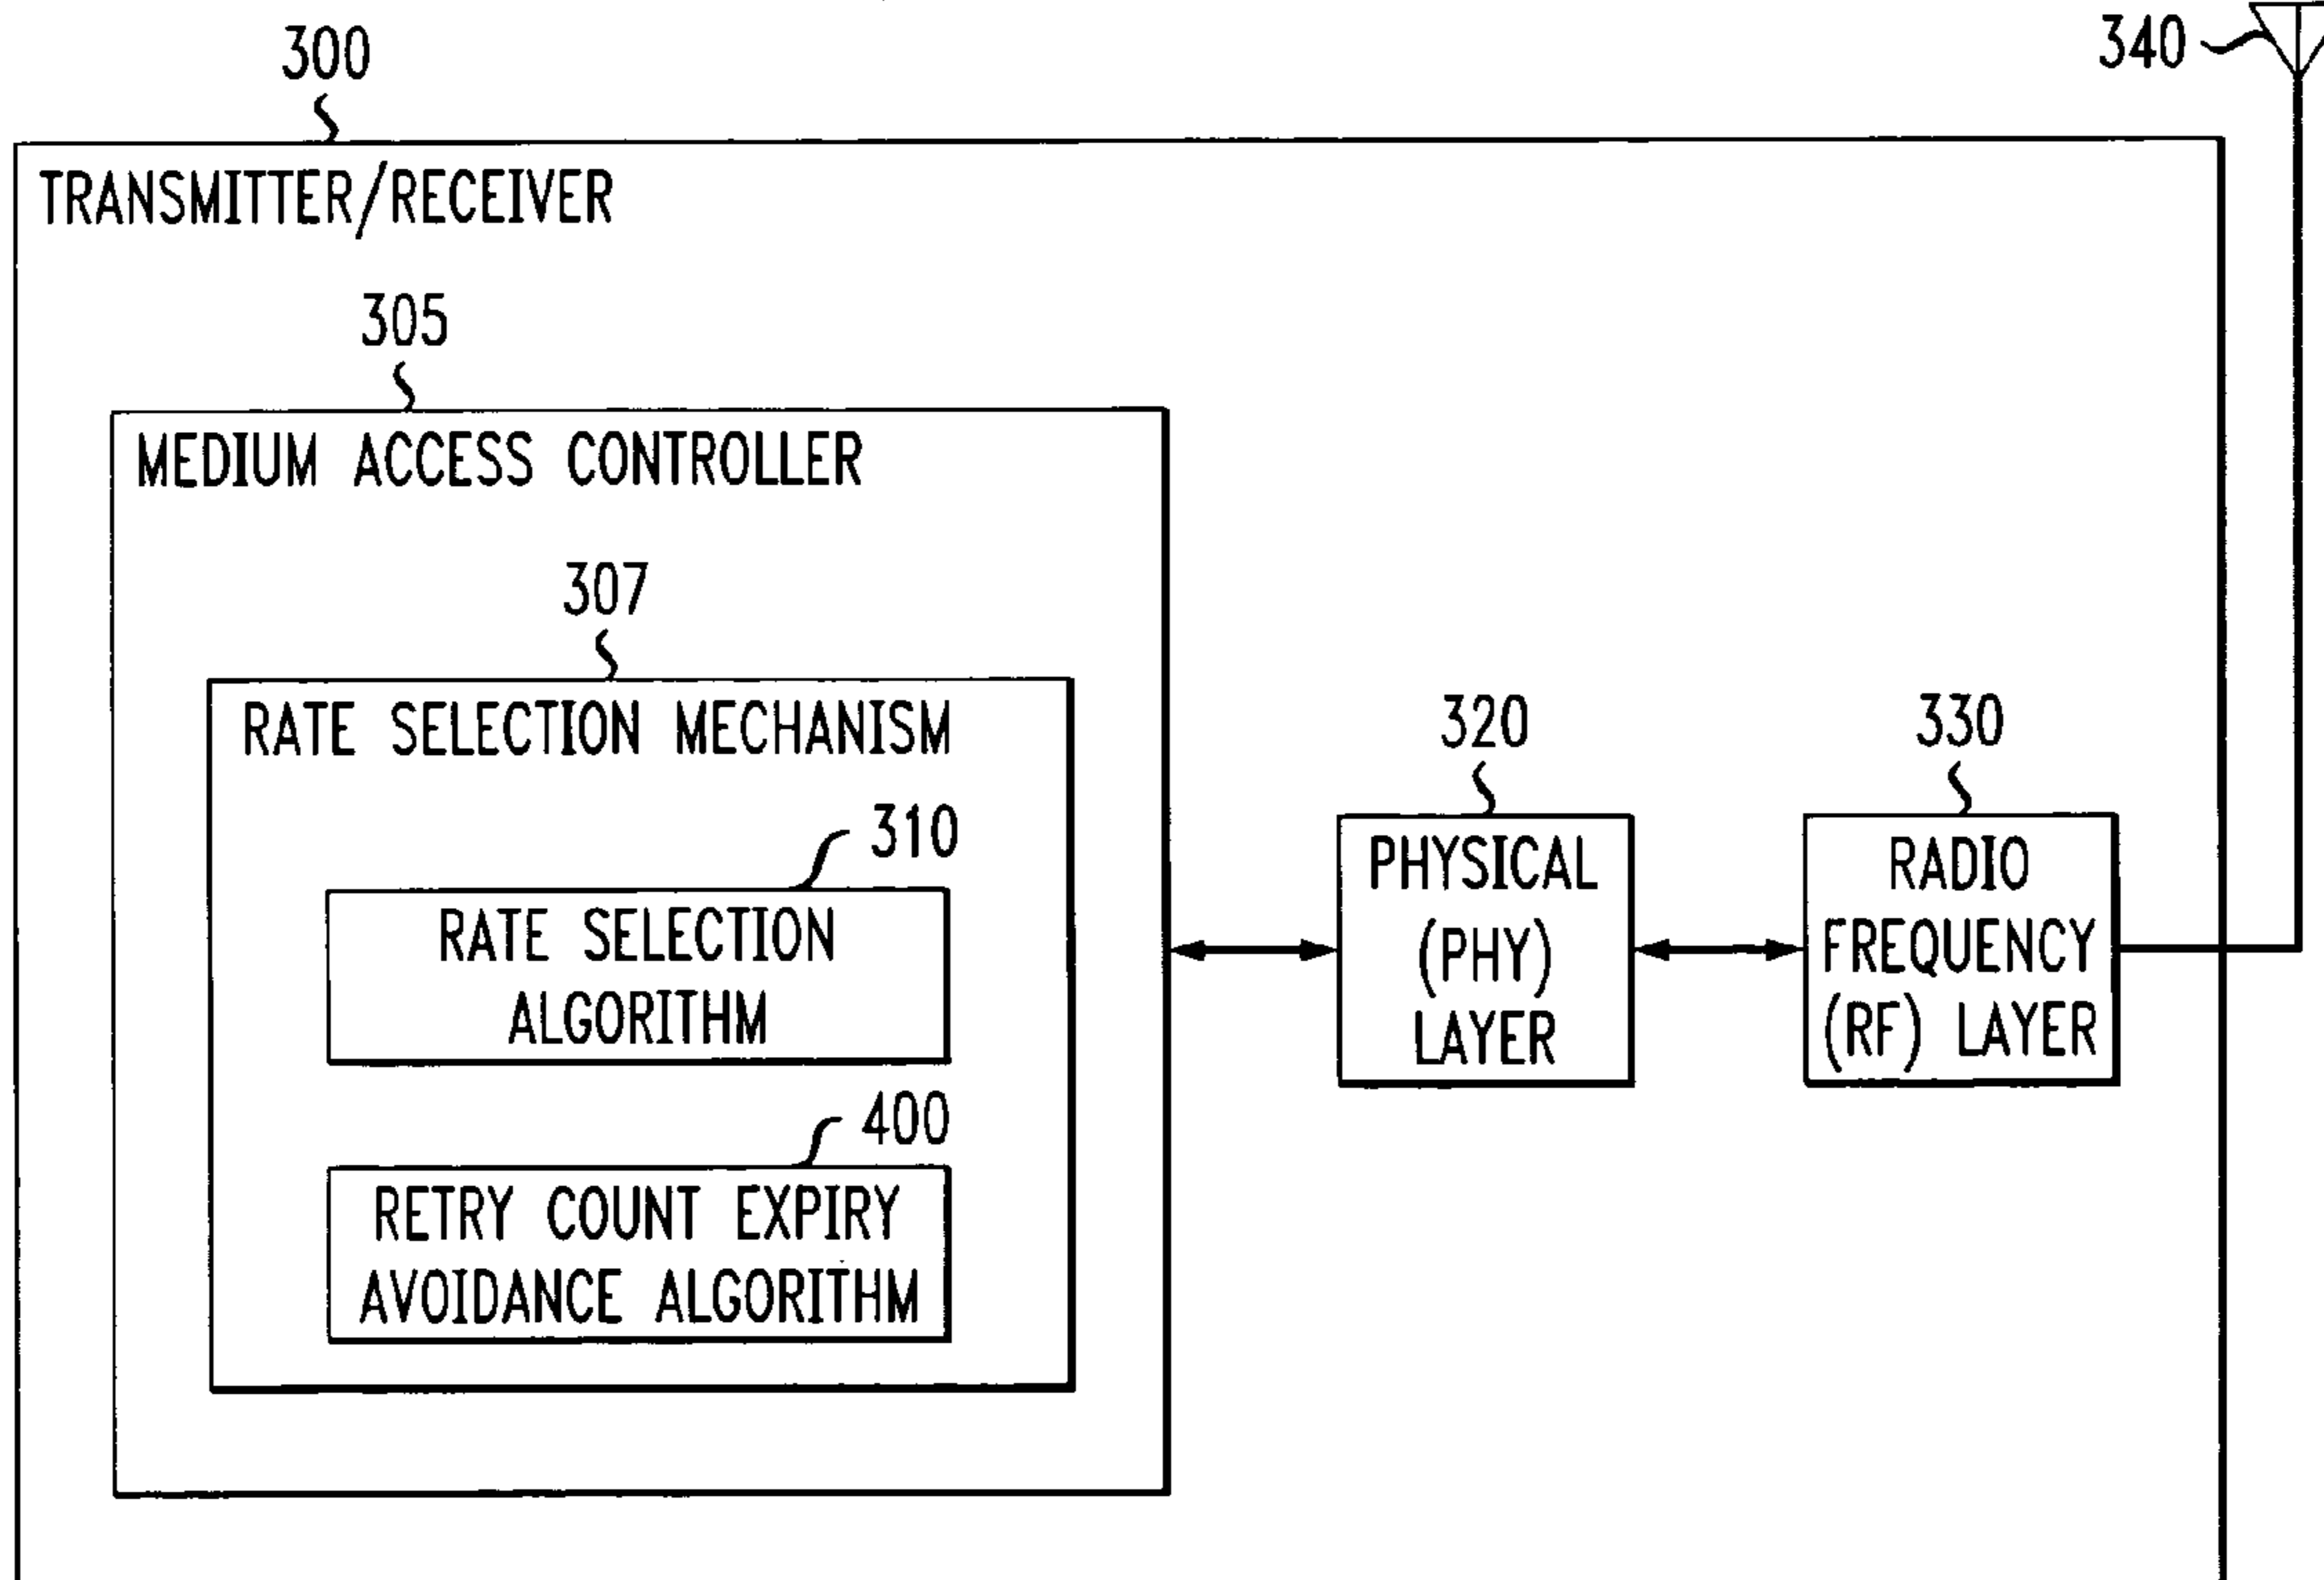 300
340
TRANSMITTER/RECEIVER
305
MEDIUM ACCESS CONTROLLER
307
RATE SELECTION MECHANISM
310
RATE SELECTION
ALGORITHM
400
RETRY COUNT EXPIRY
AVOIDANCE ALGORITHM
320
PHYSICAL
(PHY)
LAYER
330
RADIO
FREQUENCY
(RF) LAYER